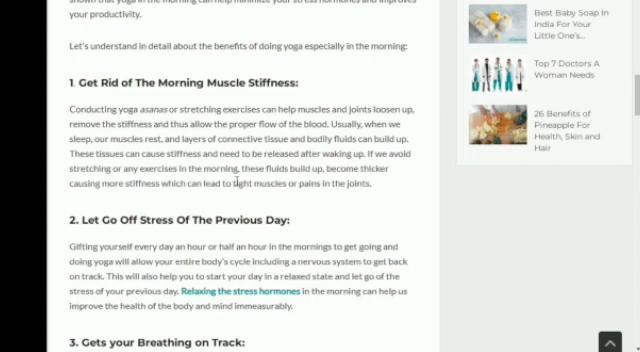 shown that yoga in the morning can help minimize your stress hormones and improves
your productivity.
Let's understand in detail about the benefits of doing yoga especially in the morning:
1. Get Rid of The Morning Muscle Stiffness:
Conducting yoga asanas or stretching exercises can help muscles and joints loosen up,
remove the stiffness and thus allow the proper flow of the blood. Usually, when we
sleep, our muscles rest, and layers of connective tissue and bodily fluids can build up.
These tissues can cause stiffness and need to be released after waking up. If we avoid
stretching or any exercises in the morning, these fluids build up, become thicker
causing more stiffness which can lead to tight muscles or pains in the joints.
2. Let Go Off Stress Of The Previous Day:
Gifting yourself every day an hour or half an hour in the mornings to get going and
doing yoga will allow your entire body's cycle including a nervous system to get back
on track. This will also help you to start your day in a relaxed state and let go of the
stress of your previous day. Relaxing the stress hormones in the morning can help us
improve the health of the body and mind immeasurably.
3. Gets your Breathing on Track:
Best Baby Soap In
India For Your
Little One's...
Top 7 Doctors A
Woman Needs
26 Benefits of
Pineapple For
Health, Skin and
Hair